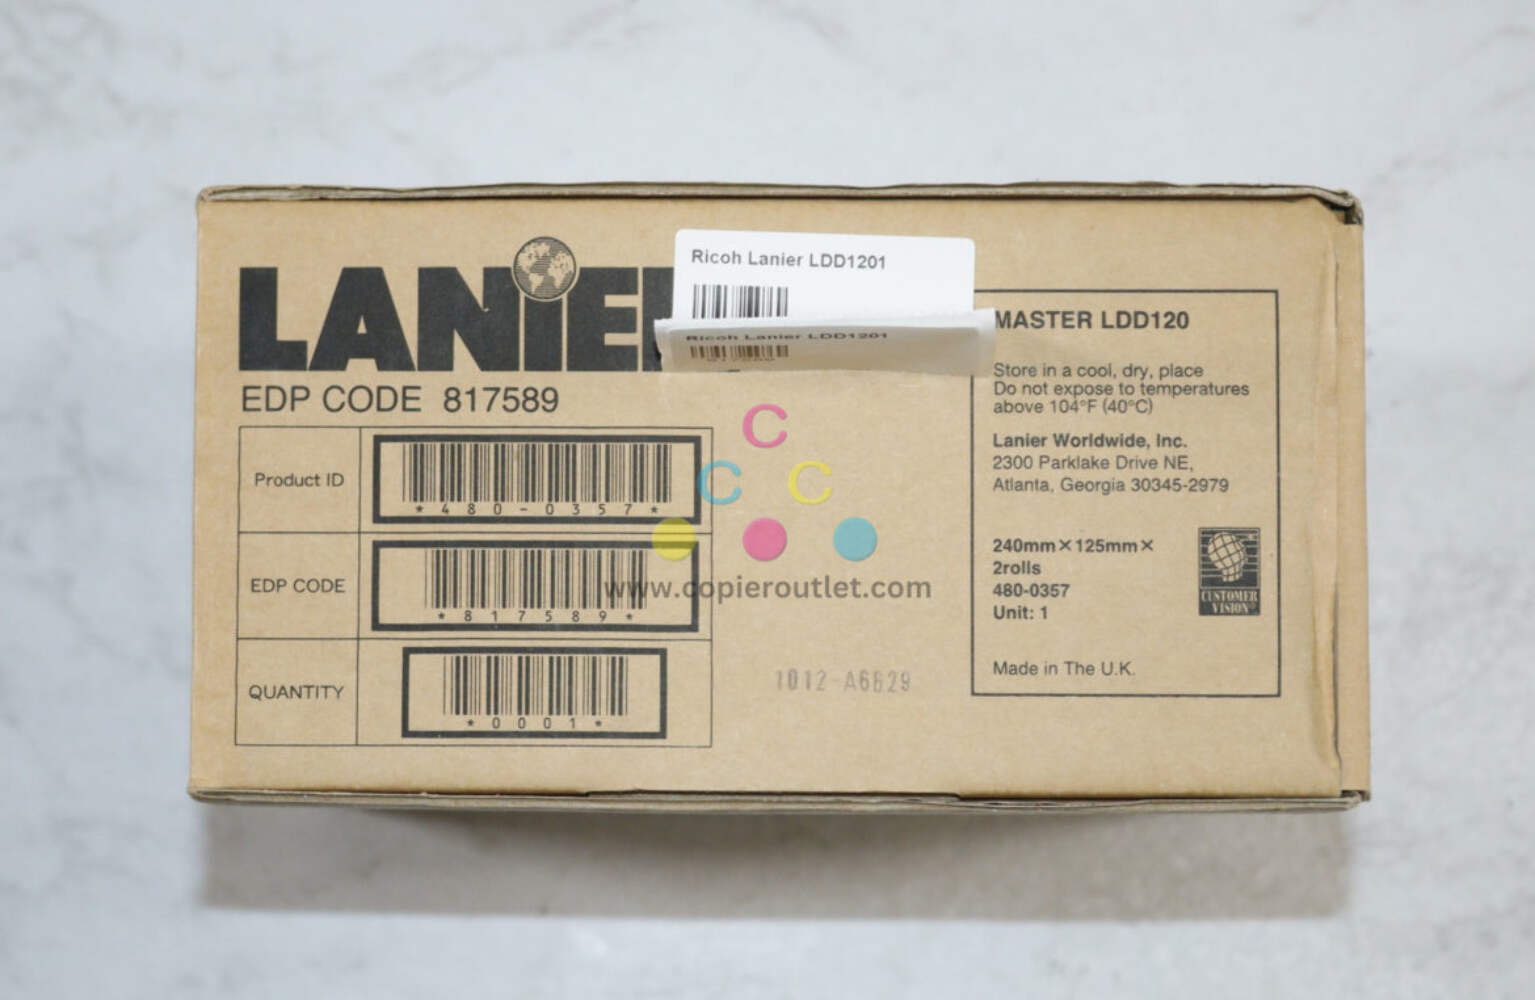 LANIE
EDP CODE 817589
Product ID
*480-0357*
EDP CODE
*817589*
QUANTITY
*0001*
Ricoh Lanier LDD1201
Ricoh Lanier LDD1201
C
C C
www.copieroutlet.com
1012-A6629
MASTER LDD120
Store in a cool, dry, place
Do not expose to temperatures
above 104°F (40°C)
Lanier Worldwide, Inc.
2300 Parklake Drive NE,
Atlanta, Georgia 30345-2979
240mm×125mm×
2rolls
480-0357
Unit: 1
CUSTOMER
VISION®
Made in The U.K.